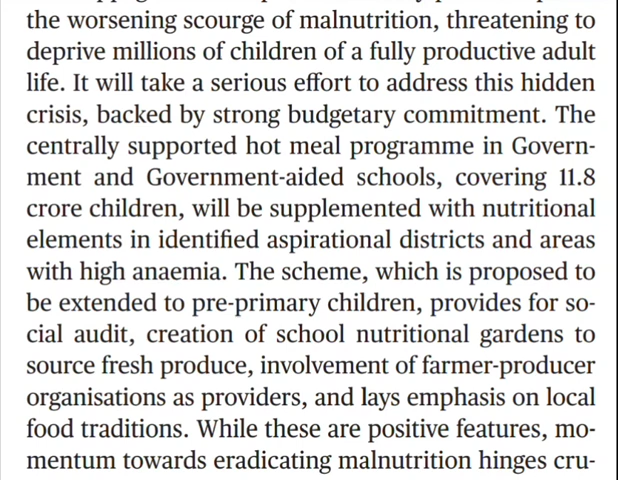 the worsening scourge of malnutrition, threatening to
deprive millions of children of a fully productive adult
life. It will take a serious effort to address this hidden
crisis, backed by strong budgetary commitment. The
centrally supported hot meal programme in Govern-
ment and Government-aided schools, covering 11.8
crore children, will be supplemented with nutritional
elements in identified aspirational districts and areas
with high anaemia. The scheme, which is proposed to
be extended to pre-primary children, provides for so-
cial audit, creation of school nutritional gardens to
source fresh produce, involvement of farmer-producer
organisations as providers, and lays emphasis on local
food traditions. While these are positive features, mo-
mentum towards eradicating malnutrition hinges cru-